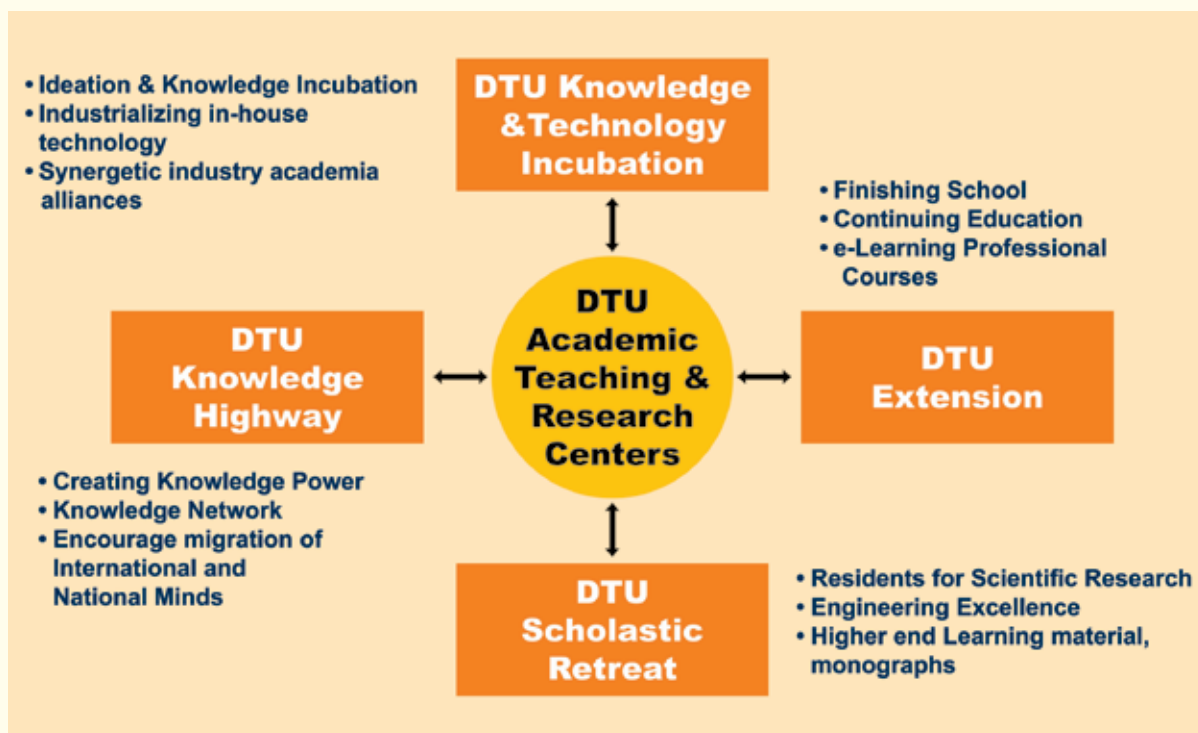 • Ideation & Knowledge Incubation
• Industrializing in-house
technology
• Synergetic industry academia
alliances
DTU Knowledge
&Technology
Incubation
• Finishing School
• Continuing Education
• e-Learning Professional
Courses
DTU
Knowledge
Highway
DTU
Academic
Teaching &
Research
Centers
DTU
Extension
• Creating Knowledge Power
• Knowledge Network
• Encourage migration of
International and
National Minds
DTU
Scholastic
Retreat
• Residents for Scientific Research
• Engineering Excellence
• Higher end Learning material,
monographs